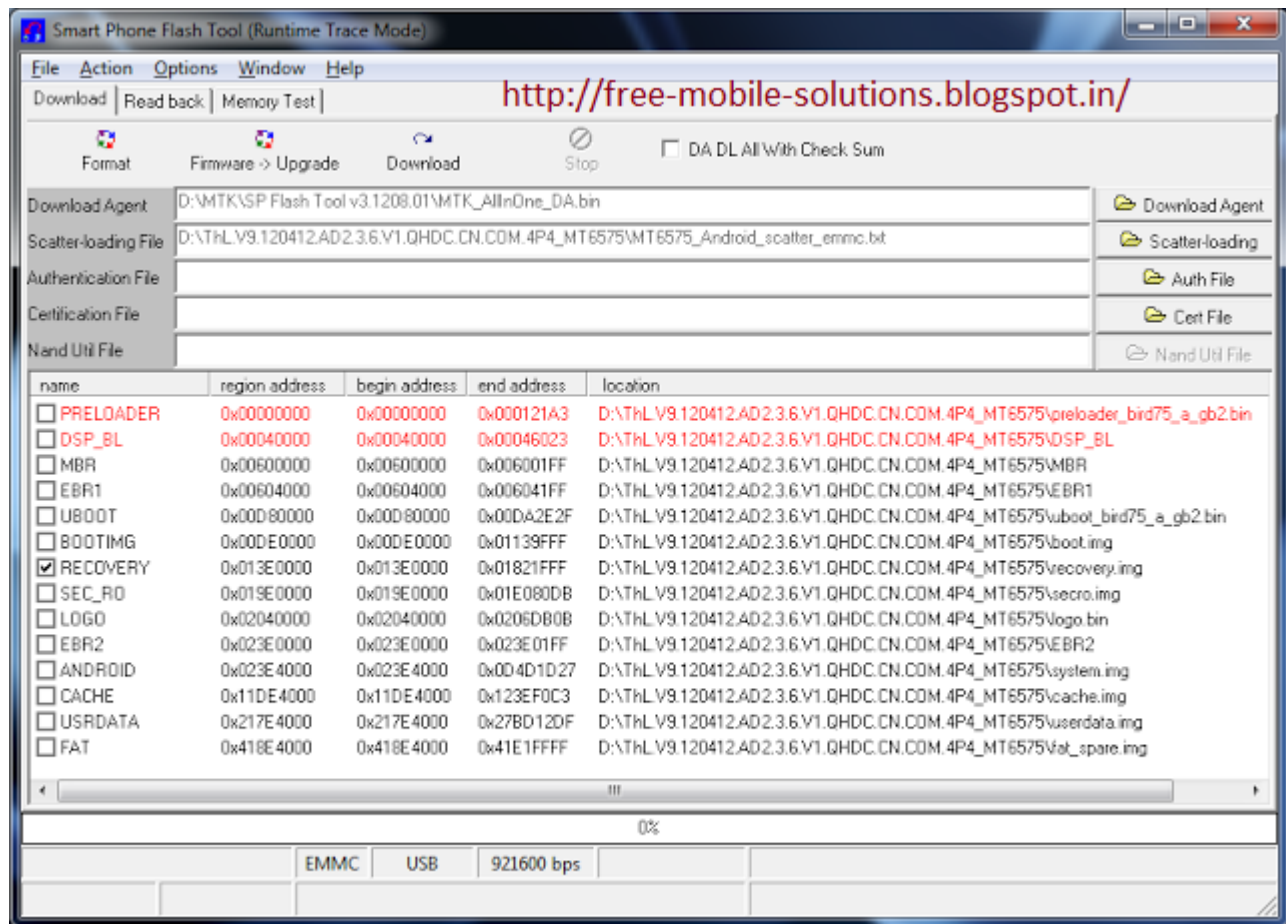 Smart Phone Flash Tool (Runtime Trace Mode)
File Action Options Window Help
http://free-mobile-solutions.blogspot.in/
Download Read back Memory Test
Format Firmware -> Upgrade Download Stop DA DL All With Check Sum
Download Agent D:\MTK\SP Flash Tool v3.1208.01\MTK_AllInOne_DA.bin Download Agent
Scatter-loading File D:\ThL.V9.120412.AD2.3.6.V1.QHDC.CN.COM.4P4_MT6575\MT6575_Android_scatter_emmc.txt Scatter-loading
Authentication File Auth File
Certification File Cert File
Nand Util File Nand Util File
name region address begin address end address location
PRELOADER 0x00000000 0x00000000 0x000121A3 D:\ThL.V9.120412.AD2.3.6.V1.QHDC.CN.COM.4P4_MT6575\preloader_bird75_a_gb2.bin
DSP_BL 0x00040000 0x00040000 0x00046023 D:\ThL.V9.120412.AD2.3.6.V1.QHDC.CN.COM.4P4_MT6575\DSP_BL
MBR 0x00600000 0x00600000 0x006001FF D:\ThL.V9.120412.AD2.3.6.V1.QHDC.CN.COM.4P4_MT6575\MBR
EBR1 0x00604000 0x00604000 0x006041FF D:\ThL.V9.120412.AD2.3.6.V1.QHDC.CN.COM.4P4_MT6575\EBR1
UBOOT 0x00D80000 0x00D80000 0x00DA2E2F D:\ThL.V9.120412.AD2.3.6.V1.QHDC.CN.COM.4P4_MT6575\uboot_bird75_a_gb2.bin
BOOTIMG 0x00DE0000 0x00DE0000 0x01139FFF D:\ThL.V9.120412.AD2.3.6.V1.QHDC.CN.COM.4P4_MT6575\boot.img
RECOVERY 0x013E0000 0x013E0000 0x01821FFF D:\ThL.V9.120412.AD2.3.6.V1.QHDC.CN.COM.4P4_MT6575\recovery.img
SEC_RO 0x019E0000 0x019E0000 0x01E080DB D:\ThL.V9.120412.AD2.3.6.V1.QHDC.CN.COM.4P4_MT6575\secro.img
LOGO 0x02040000 0x02040000 0x0206DB0B D:\ThL.V9.120412.AD2.3.6.V1.QHDC.CN.COM.4P4_MT6575\logo.bin
EBR2 0x023E0000 0x023E0000 0x023E01FF D:\ThL.V9.120412.AD2.3.6.V1.QHDC.CN.COM.4P4_MT6575\EBR2
ANDROID 0x023E4000 0x023E4000 0x0D4D1D27 D:\ThL.V9.120412.AD2.3.6.V1.QHDC.CN.COM.4P4_MT6575\system.img
CACHE 0x11DE4000 0x11DE4000 0x123EF0C3 D:\ThL.V9.120412.AD2.3.6.V1.QHDC.CN.COM.4P4_MT6575\cache.img
USRDATA 0x217E4000 0x217E4000 0x27BD12DF D:\ThL.V9.120412.AD2.3.6.V1.QHDC.CN.COM.4P4_MT6575\userdata.img
FAT 0x418E4000 0x418E4000 0x41E1FFFF D:\ThL.V9.120412.AD2.3.6.V1.QHDC.CN.COM.4P4_MT6575\fat_spare.img
0%
EMMC USB 921600 bps